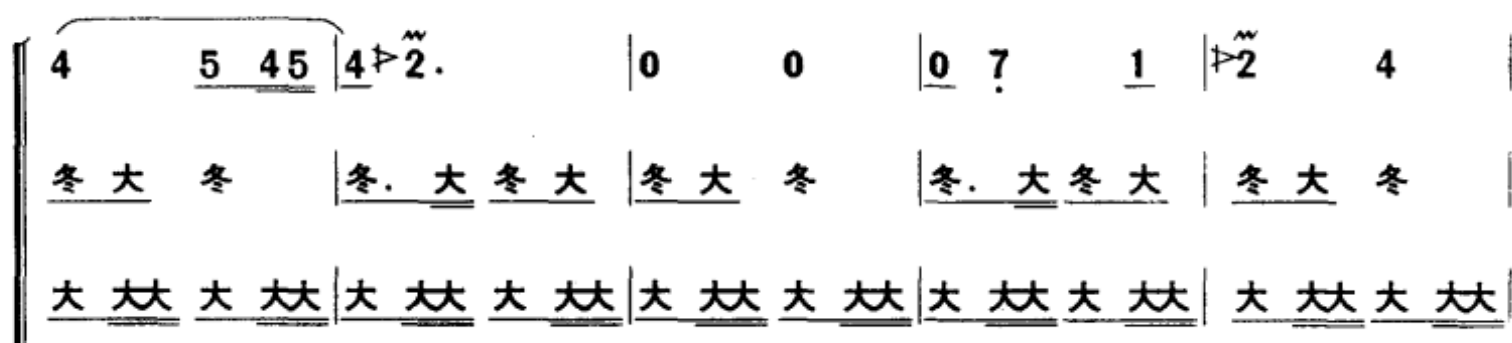 4 5 45 | 4 2. | 0 0 | 0 7 1 | 2 4 |
冬 大 冬 | 冬. 大 冬 大 | 冬 大 冬 | 冬. 大 冬 大 | 冬 大 冬 |
大 大大 大 大大 | 大 大大 大 大大 | 大 大大 大 大大 | 大 大大 大 大大 | 大 大大 大 大大 |